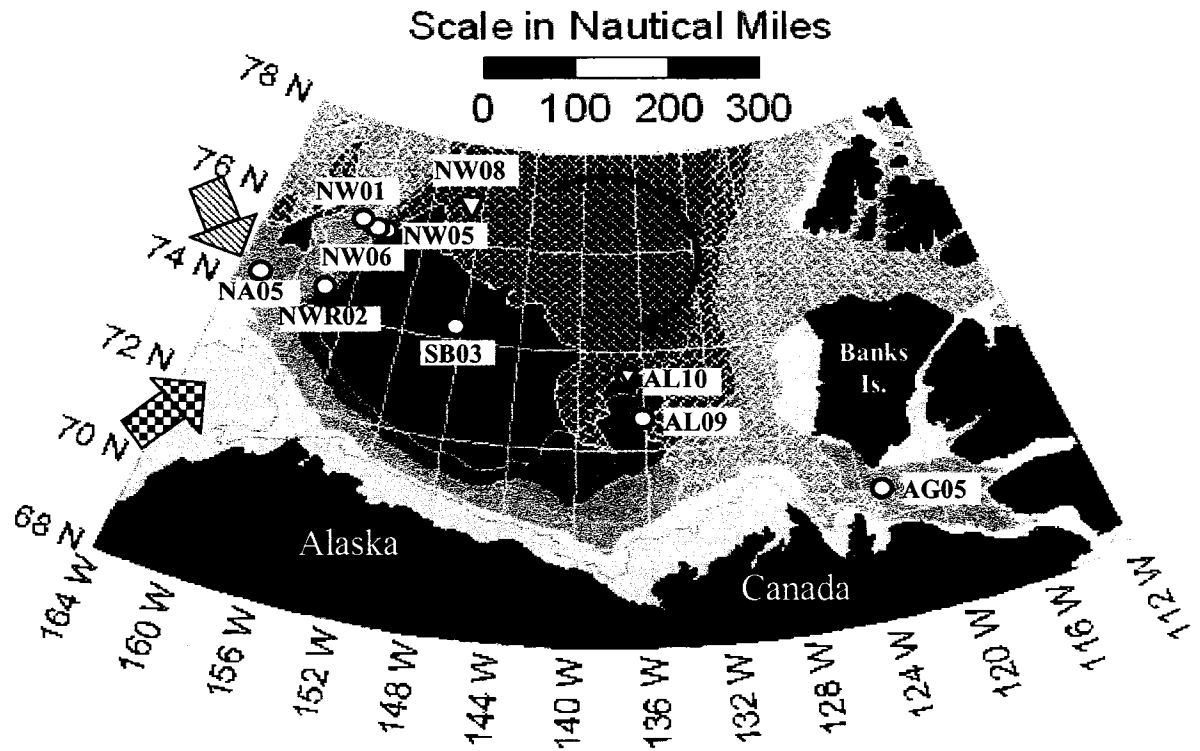 Scale in Nautical Miles
0 100 200 300
78 N
76 N
74 N
72 N
70 N
68 N
NW01
NW08
NW05
NW06
NA05
NWR02
SB03
AL10
AL09
Banks
Is.
AG05
Alaska
Canada
164 W
160 W
156 W
152 W
148 W
144 W
140 W
136 W
132 W
128 W
124 W
120 W
116 W
112 W